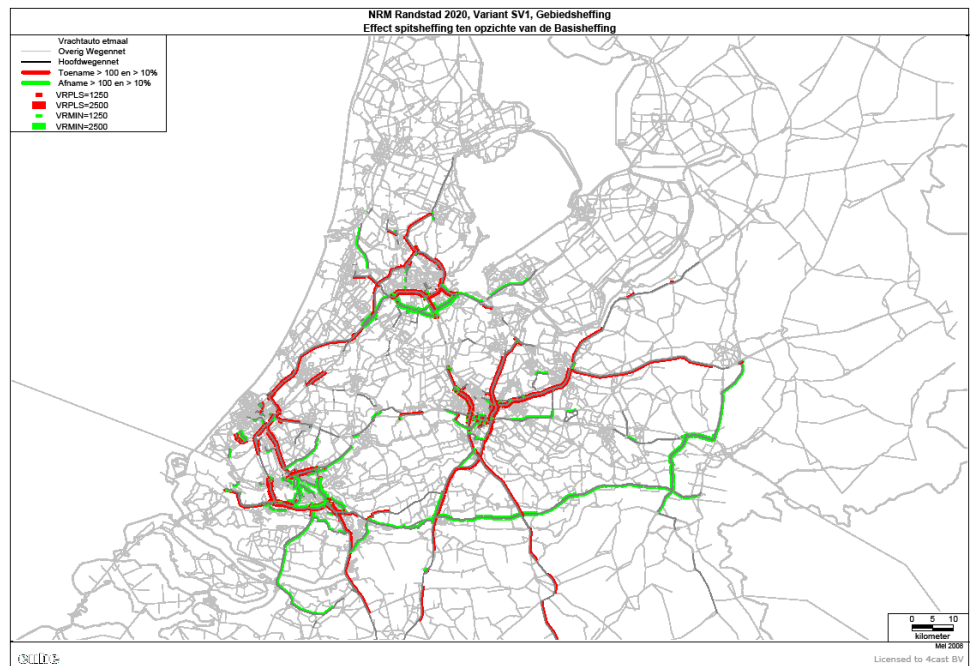 NRM Randstad 2020, Variant SV1, Gebiedsheffing
Effect spitsheffing ten opzichte van de Basisheffing
Vrachtauto etmaal
Overig Wegennet
Hoofdwegennet
Toename > 100 en > 10%
Afname > 100 en > 10%
VRPLS=1250
VRPLS=2500
VRMIN=1250
VRMIN=2500
0 5 10
kilometer
Mei 2008
cube
Licensed to 4cast BV